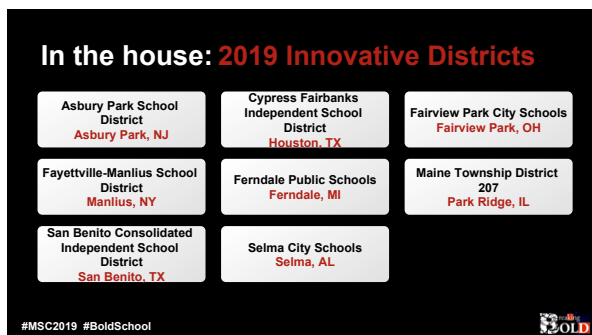 In the house: 2019 Innovative Districts
Asbury Park School
District
Asbury Park, NJ
Cypress Fairbanks
Independent School
District
Houston, TX
Fairview Park City Schools
Fairview Park, OH
Fayettville-Manlius School
District
Manlius, NY
Ferndale Public Schools
Ferndale, MI
Maine Township District
207
Park Ridge, IL
San Benito Consolidated
Independent School
District
San Benito, TX
Selma City Schools
Selma, AL
#MSC2019 #BoldSchool
Breaking
BOLD